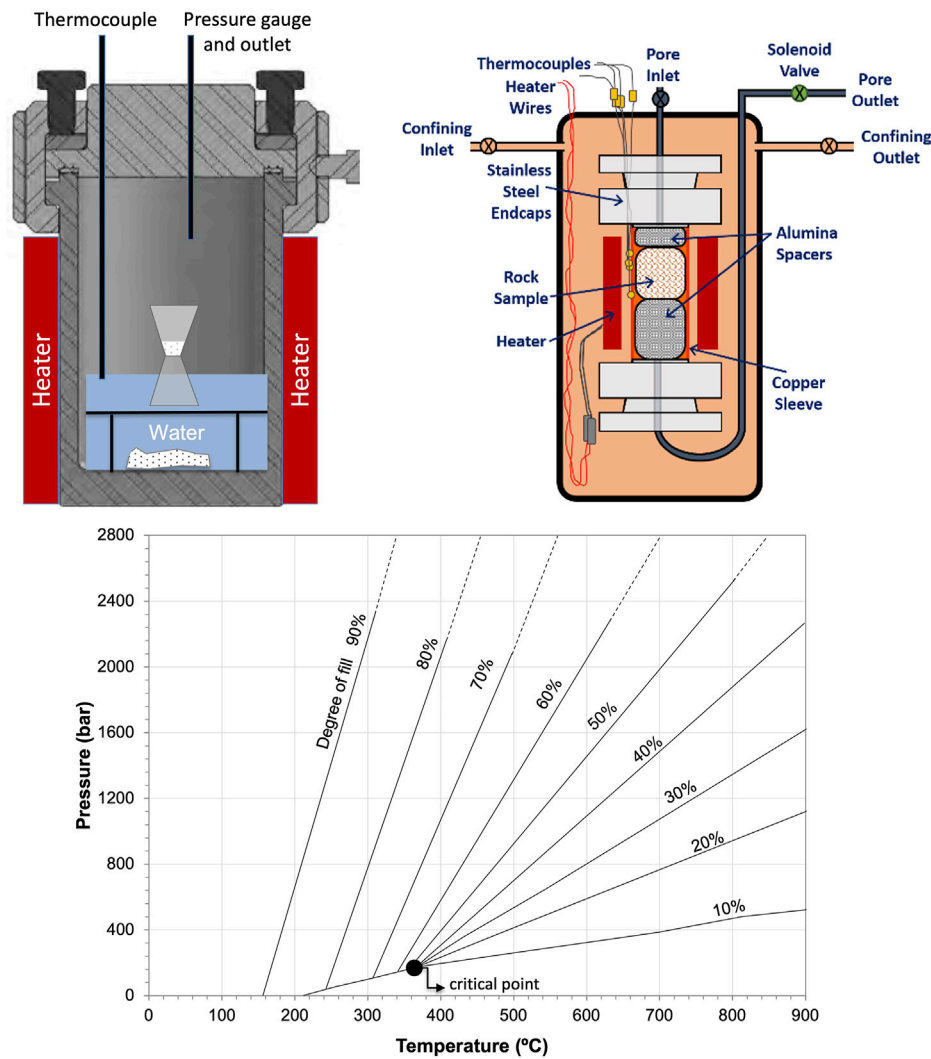 Thermocouple
Pressure gauge
and outlet
Heater
Heater
Water
Thermocouples
Heater
Wires
Pore
Inlet
Solenoid
Valve
Pore
Outlet
Confining
Inlet
Confining
Outlet
Stainless
Steel
Endcaps
Alumina
Spacers
Rock
Sample
Heater
Copper
Sleeve
2800
2400
2000
1600
1200
800
400
0
Pressure (bar)
Degree of fill 90%
80%
70%
60%
50%
40%
30%
20%
10%
critical point
0 100 200 300 400 500 600 700 800 900
Temperature (ºC)